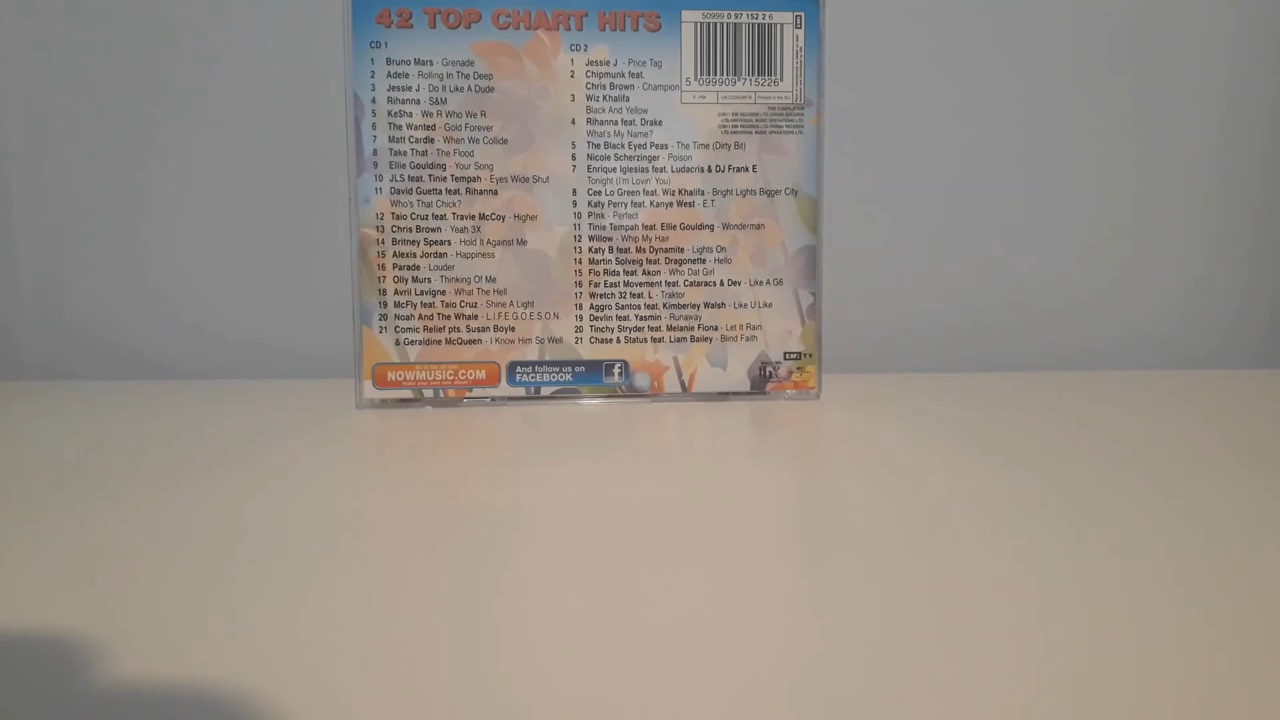 42 TOP CHART HITS
50999 0 97 152 2 6
5 099909 715226
CD 1
1 Bruno Mars - Grenade
2 Adele - Rolling In The Deep
3 Jessie J - Do It Like A Dude
4 Rihanna - S&M
5 Ke$ha - We R Who We R
6 The Wanted - Gold Forever
7 Matt Cardle - When We Collide
8 Take That - The Flood
9 Ellie Goulding - Your Song
10 JLS feat. Tinie Tempah - Eyes Wide Shut
11 David Guetta feat. Rihanna
Who's That Chick?
12 Taio Cruz feat. Travie McCoy - Higher
13 Chris Brown - Yeah 3X
14 Britney Spears - Hold It Against Me
15 Alexis Jordan - Happiness
16 Parade - Louder
17 Olly Murs - Thinking Of Me
18 Avril Lavigne - What The Hell
19 McFly feat. Taio Cruz - Shine A Light
20 Noah And The Whale - L.I.F.E.G.O.E.S.O.N.
21 Comic Relief pts. Susan Boyle
& Geraldine McQueen - I Know Him So Well
CD 2
1 Jessie J - Price Tag
2 Chipmunk feat.
Chris Brown - Champion
3 Wiz Khalifa
Black And Yellow
4 Rihanna feat. Drake
What's My Name?
5 The Black Eyed Peas - The Time (Dirty Bit)
6 Nicole Scherzinger - Poison
7 Enrique Iglesias feat. Ludacris & DJ Frank E
Tonight (I'm Lovin' You)
8 Cee Lo Green feat. Wiz Khalifa - Bright Lights Bigger City
9 Katy Perry feat. Kanye West - E.T.
10 P!nk - Perfect
11 Tinie Tempah feat. Ellie Goulding - Wonderman
12 Willow - Whip My Hair
13 Katy B feat. Ms Dynamite - Lights On
14 Martin Solveig feat. Dragonette - Hello
15 Flo Rida feat. Akon - Who Dat Girl
16 Far East Movement feat. Cataracs & Dev - Like A G6
17 Wretch 32 feat. L - Traktor
18 Aggro Santos feat. Kimberley Walsh - Like U Like
19 Devlin feat. Yasmin - Runaway
20 Tinchy Stryder feat. Melanie Fiona - Let It Rain
21 Chase & Status feat. Liam Bailey - Blind Faith
NOWMUSIC.COM
make your own now album!
And follow us on
FACEBOOK
f
EMI TV